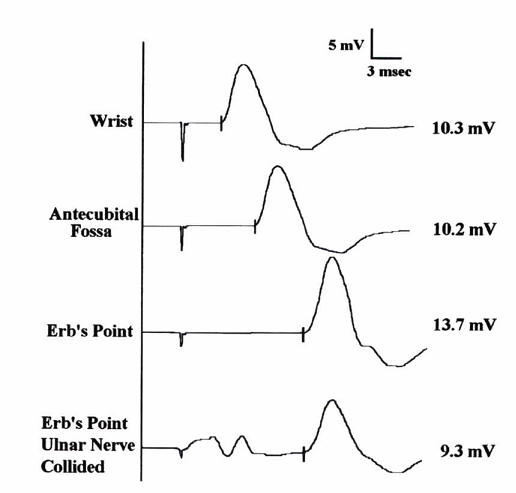 5 mV
3 msec
Wrist
10.3 mV
Antecubital
Fossa
10.2 mV
Erb's Point
13.7 mV
Erb's Point
Ulnar Nerve
Collided
9.3 mV